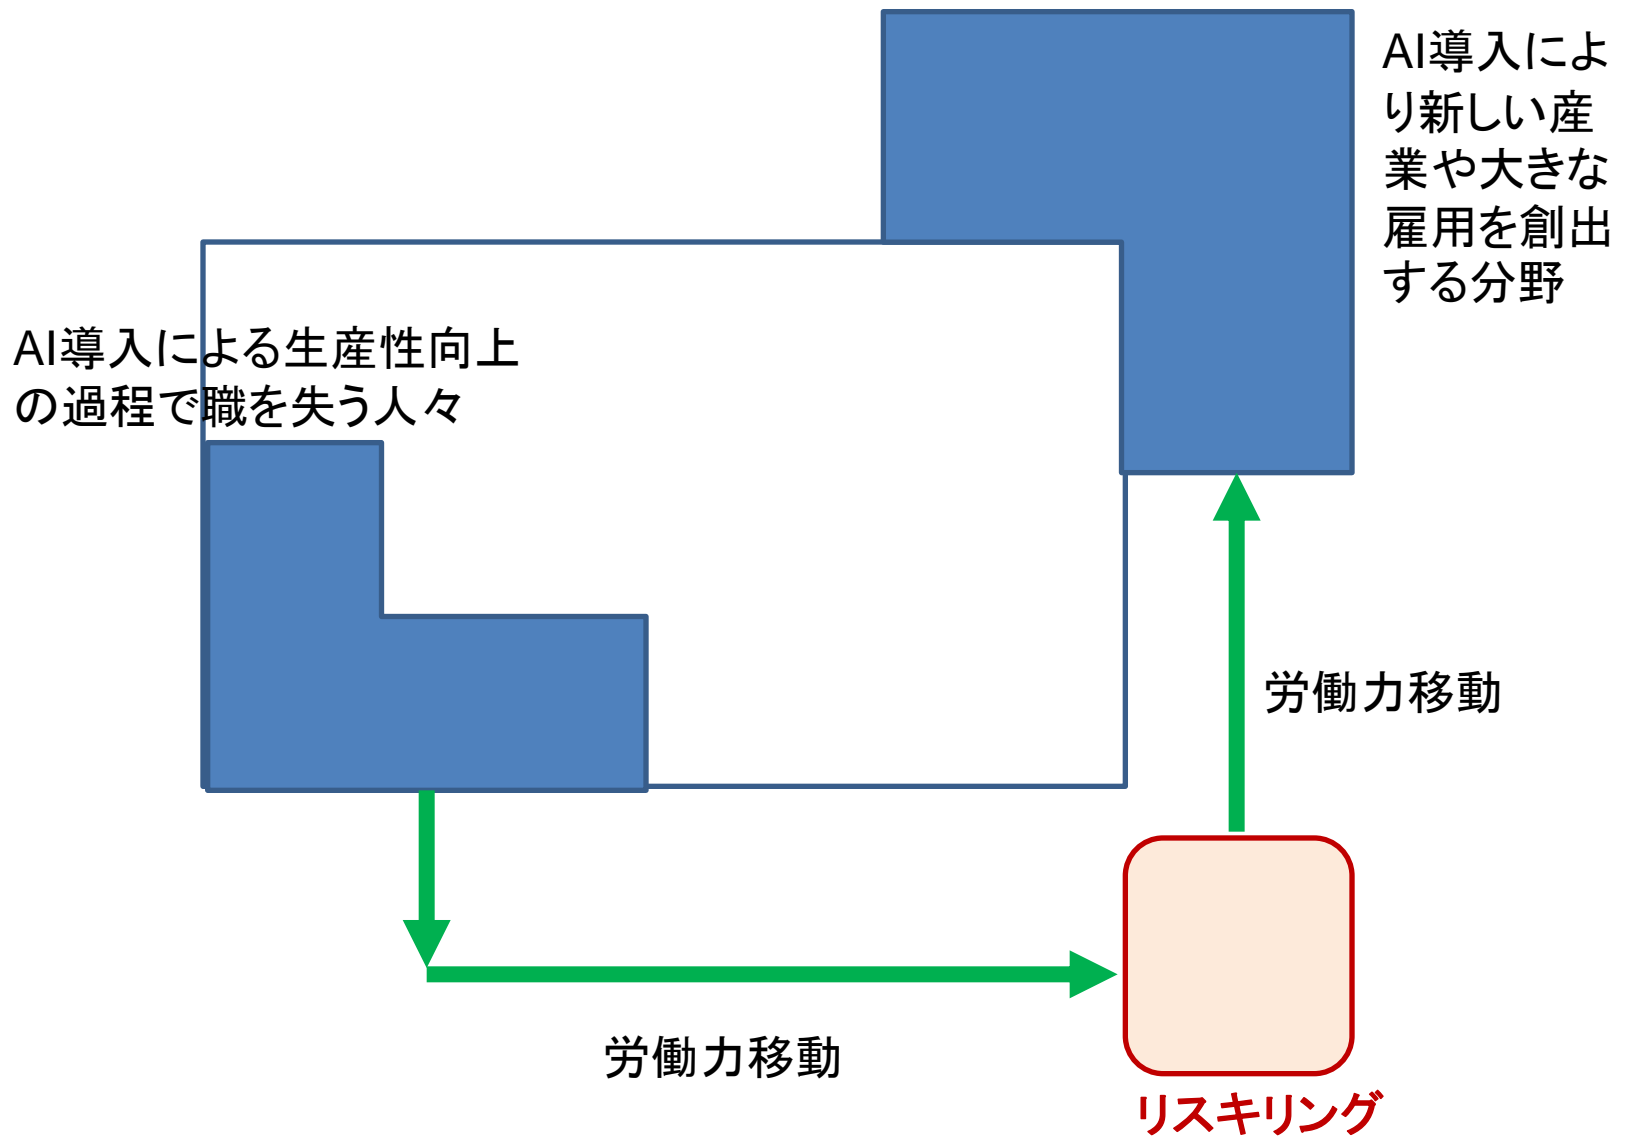 AI導入によ
り新しい産
業や大きな
雇用を創出
する分野
AI導入による生産性向上
の過程で職を失う人々
労働力移動
労働力移動
リスキリング